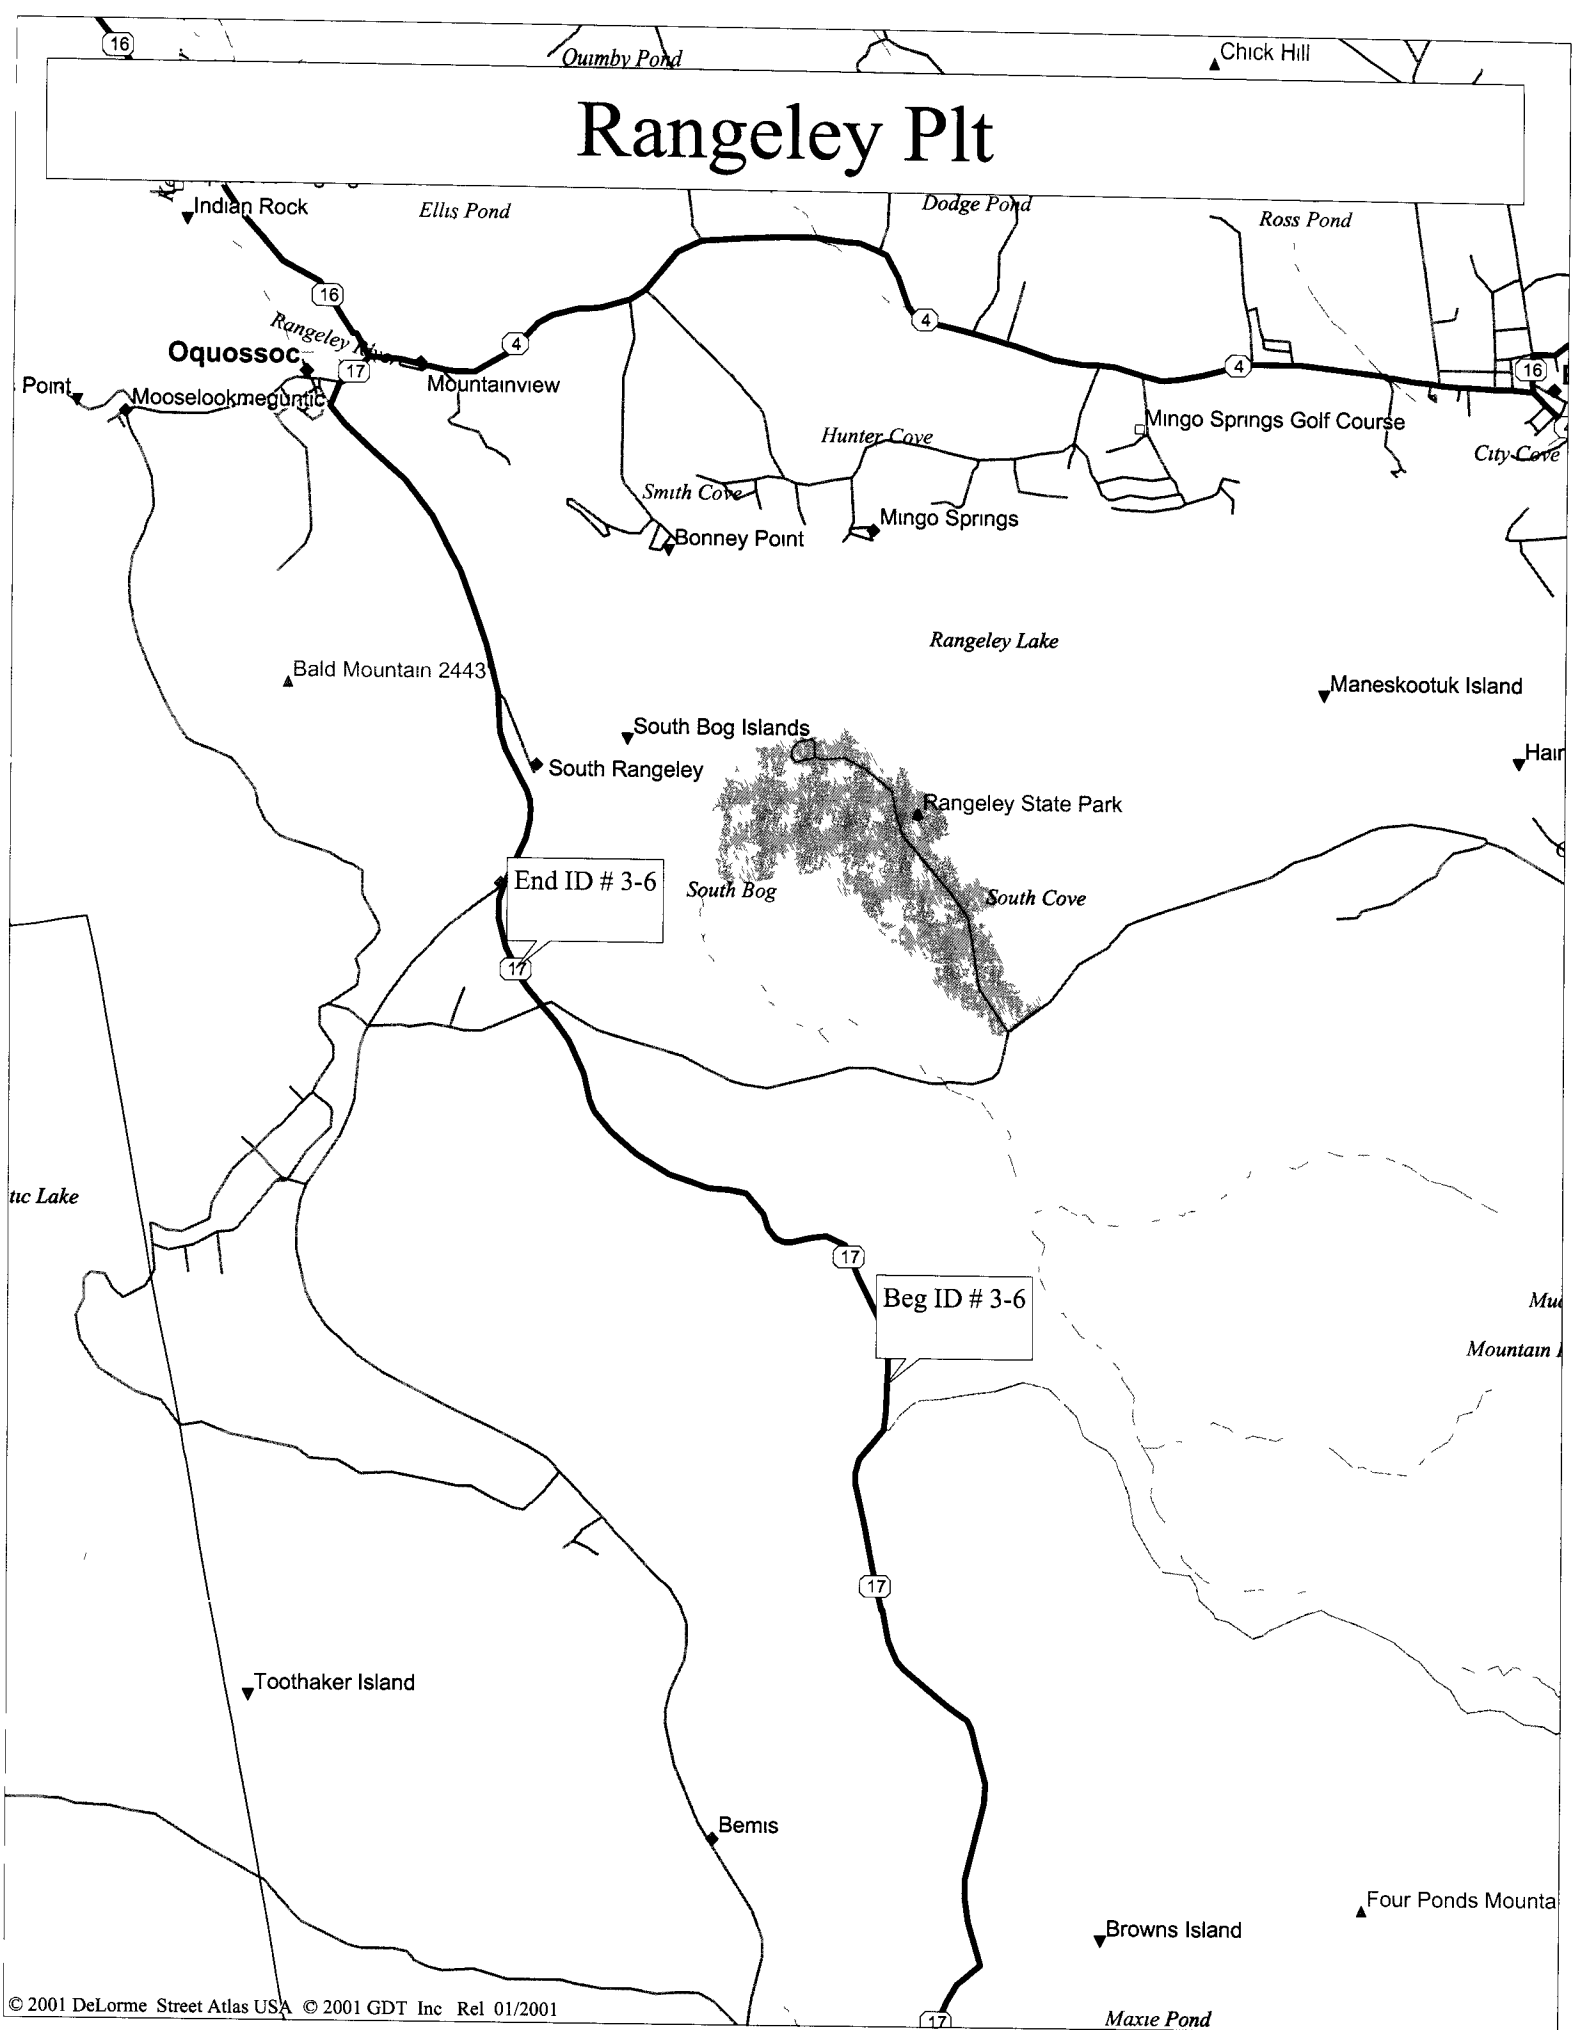 16
Quimby Pond
Chick Hill
Rangeley Plt
Indian Rock
Ellis Pond
Dodge Pond
Ross Pond
16
Rangeley River
4
4
Oquossoc
17
Mountainview
4
16
Point
Mooselookmeguntic
Mingo Springs Golf Course
Hunter Cove
City Cove
Smith Cove
Mingo Springs
Bonney Point
Rangeley Lake
Bald Mountain 2443
Maneskootuk Island
South Bog Islands
South Rangeley
Rangeley State Park
End ID # 3-6
South Bog
South Cove
17
tic Lake
17
Beg ID # 3-6
Mountain
17
Toothaker Island
Bemis
Four Ponds Mounta
Browns Island
© 2001 DeLorme Street Atlas USA © 2001 GDT Inc Rel 01/2001
17
Maxie Pond